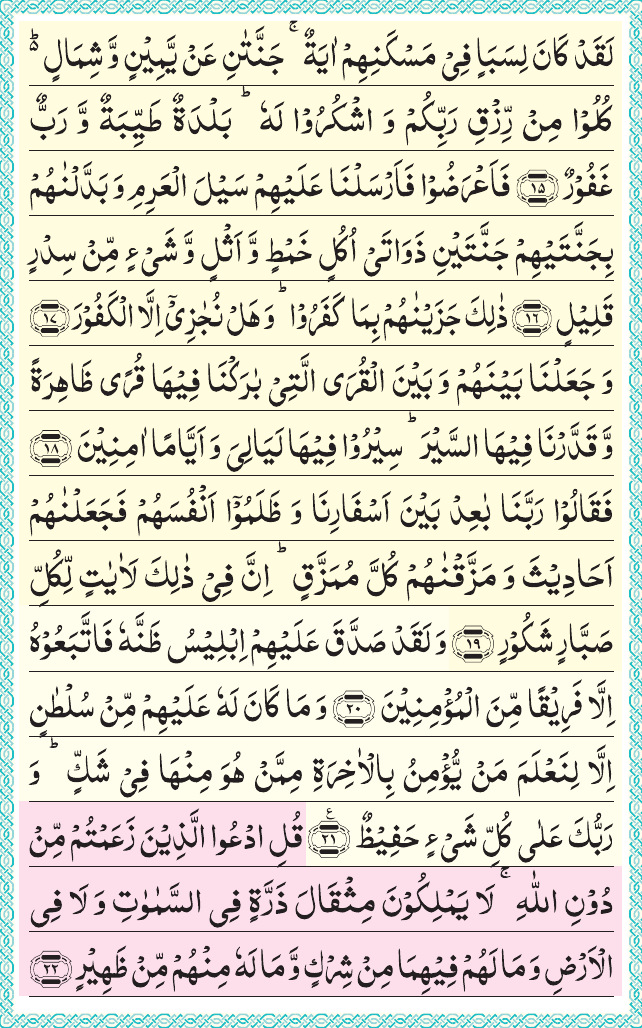 لَقَدْ كَانَ لِسَبَاٍ فِیْ مَسْكَنِهِمْ اٰیَةٌ ۚ جَنَّتٰنِ عَنْ یَّمِیْنٍ وَّ شِمَالٍ ؕ۬
كُلُوْا مِنْ رِّزْقِ رَبِّكُمْ وَ اشْكُرُوْا لَهٗ ؕ بَلْدَةٌ طَیِّبَةٌ وَّ رَبٌّ
غَفُوْرٌ ﴿۱۵﴾ فَاَعْرَضُوْا فَاَرْسَلْنَا عَلَیْهِمْ سَیْلَ الْعَرِمِ وَ بَدَّلْنٰهُمْ
بِجَنَّتَیْهِمْ جَنَّتَیْنِ ذَوَاتَیْ اُكُلٍ خَمْطٍ وَّ اَثْلٍ وَّ شَیْءٍ مِّنْ سِدْرٍ
قَلِیْلٍ ﴿۱۶﴾ ذٰلِكَ جَزَیْنٰهُمْ بِمَا كَفَرُوْا ؕ وَ هَلْ نُجٰزِیْۤ اِلَّا الْكَفُوْرَ ﴿۱۷﴾
وَ جَعَلْنَا بَیْنَهُمْ وَ بَیْنَ الْقُرَی الَّتِیْ بٰرَكْنَا فِیْهَا قُرًی ظَاهِرَةً
وَّ قَدَّرْنَا فِیْهَا السَّیْرَ ؕ سِیْرُوْا فِیْهَا لَیَالِیَ وَ اَیَّامًا اٰمِنِیْنَ ﴿۱۸﴾
فَقَالُوْا رَبَّنَا بٰعِدْ بَیْنَ اَسْفَارِنَا وَ ظَلَمُوْۤا اَنْفُسَهُمْ فَجَعَلْنٰهُمْ
اَحَادِیْثَ وَ مَزَّقْنٰهُمْ كُلَّ مُمَزَّقٍ ؕ اِنَّ فِیْ ذٰلِكَ لَاٰیٰتٍ لِّكُلِّ
صَبَّارٍ شَكُوْرٍ ﴿۱۹﴾ وَ لَقَدْ صَدَّقَ عَلَیْهِمْ اِبْلِیْسُ ظَنَّهٗ فَاتَّبَعُوْهُ
اِلَّا فَرِیْقًا مِّنَ الْمُؤْمِنِیْنَ ﴿۲۰﴾ وَ مَا كَانَ لَهٗ عَلَیْهِمْ مِّنْ سُلْطٰنٍ
اِلَّا لِنَعْلَمَ مَنْ یُّؤْمِنُ بِالْاٰخِرَةِ مِمَّنْ هُوَ مِنْهَا فِیْ شَكٍّ ؕ وَ
رَبُّكَ عَلٰی كُلِّ شَیْءٍ حَفِیْظٌ ﴿۲۱﴾ ع قُلِ ادْعُوا الَّذِیْنَ زَعَمْتُمْ مِّنْ
دُوْنِ اللّٰهِ ۚ لَا یَمْلِكُوْنَ مِثْقَالَ ذَرَّةٍ فِی السَّمٰوٰتِ وَ لَا فِی
الْاَرْضِ وَ مَا لَهُمْ فِیْهِمَا مِنْ شِرْكٍ وَّ مَا لَهٗ مِنْهُمْ مِّنْ ظَهِیْرٍ ﴿۲۲﴾